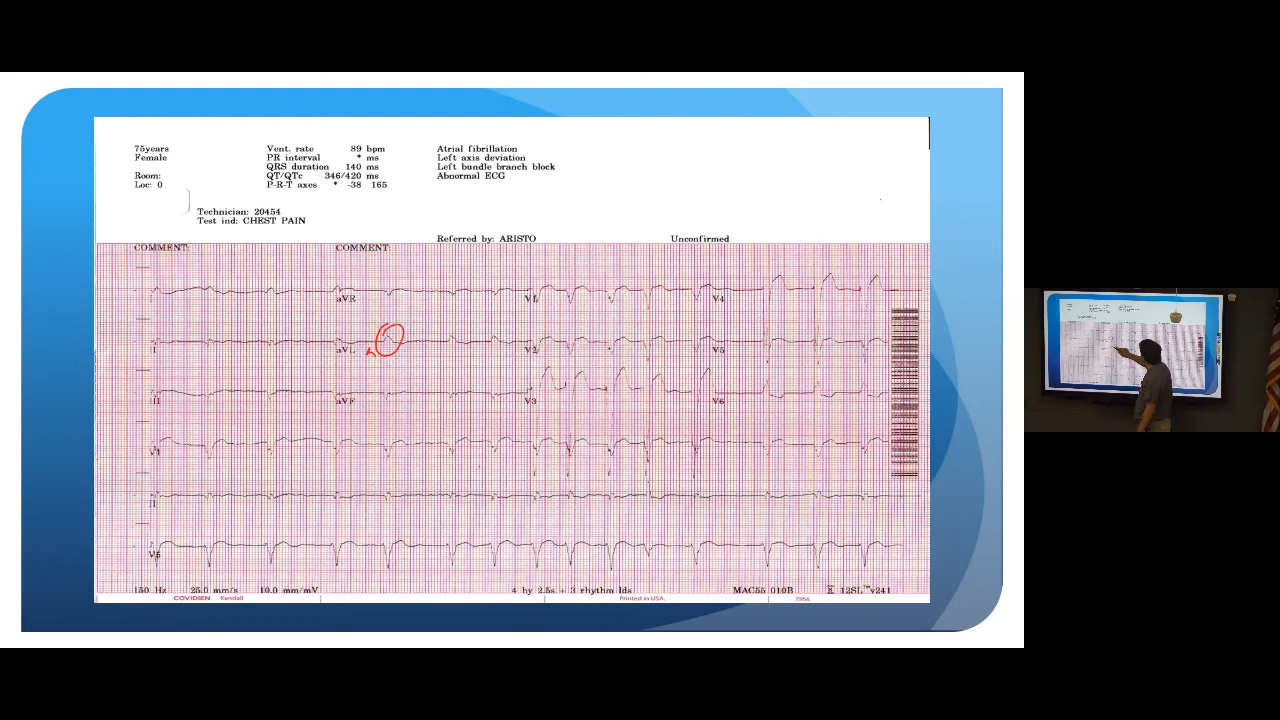 75years
Female
Room:
Loc: 0
Vent. rate 89 bpm
PR interval * ms
QRS duration 140 ms
QT/QTc 346/420 ms
P-R-T axes * -38 165
Atrial fibrillation
Left axis deviation
Left bundle branch block
Abnormal ECG
Technician: 20454
Test ind: CHEST PAIN
Referred by: ARISTO
Unconfirmed
COMMENT: COMMENT:
I aVR V1 V4
II aVL V2 V5
III aVF V3 V6
V1
II
V5
150 Hz 25.0 mm/s 10.0 mm/mV 4 by 2.5s + 3 rhythm lds MAC55 010B 12SL™ v241
COVIDIEN Kendall Printed in USA. 2956